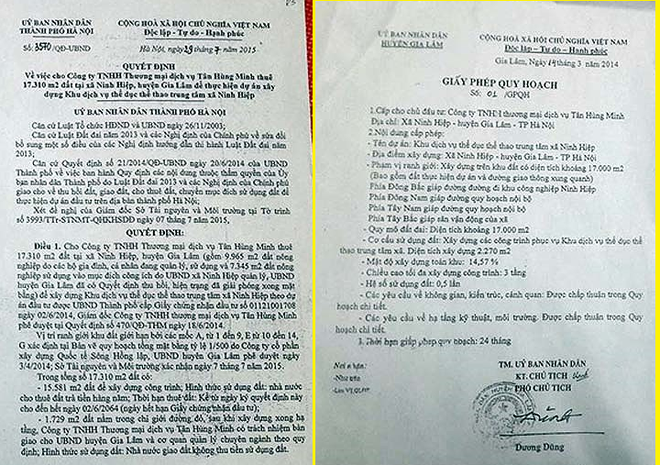 ỦY BAN NHÂN DÂN
THÀNH PHỐ HÀ NỘI
CỘNG HOÀ XÃ HỘI CHỦ NGHĨA VIỆT NAM
Độc lập - Tự do - Hạnh phúc
Số: 3570/QĐ-UBND
Hà Nội, ngày 29 tháng 7 năm 2015
QUYẾT ĐỊNH
Về việc cho Công ty TNHH Thương mại dịch vụ Tân Hùng Minh thuê
17.310 m2 đất tại xã Ninh Hiệp, huyện Gia Lâm để thực hiện dự án xây
dựng Khu dịch vụ thể dục thể thao trung tâm xã Ninh Hiệp
ỦY BAN NHÂN DÂN THÀNH PHỐ HÀ NỘI
Căn cứ Luật Tổ chức HĐND và UBND ngày 26/11/2003;
Căn cứ Luật Đất đai năm 2013 và các Nghị định của Chính phủ về sửa đổi
bổ sung một số điều của các Nghị định hướng dẫn thi hành Luật Đất đai năm
2013;
Căn cứ Quyết định số 21/2014/QĐ-UBND ngày 20/6/2014 của UBND
Thành phố về việc ban hành Quy định các nội dung thuộc thẩm quyền của Ủy
ban nhân dân Thành phố do Luật Đất đai 2013 và các Nghị định của Chính phủ
giao cho về thu hồi đất, giao đất, cho thuê đất, chuyển mục đích sử dụng đất để
thực hiện dự án đầu tư trên địa bàn thành phố Hà Nội;
Xét đề nghị của Giám đốc Sở Tài nguyên và Môi trường tại Tờ trình
số 3993/TTr-STNMT-QHKHSDĐ ngày 07 tháng 7 năm 2015,
QUYẾT ĐỊNH:
Điều 1. Cho Công ty TNHH Thương mại dịch vụ Tân Hùng Minh thuê
17.310 m2 đất tại xã Ninh Hiệp, huyện Gia Lâm (gồm 9.965 m2 đất nông
nghiệp do các hộ gia đình, cá nhân đang quản lý, sử dụng và 7.345 m2 đất nông
nghiệp sử dụng vào mục đích công ích do UBND xã Ninh Hiệp quản lý, UBND
huyện Gia Lâm đã có Quyết định thu hồi, hiện trạng đã giải phóng xong mặt
bằng) để xây dựng Khu dịch vụ thể dục thể thao trung tâm xã Ninh Hiệp theo dự
án đầu tư được UBND Thành phố cấp Giấy chứng nhận đầu tư số 01121001708
ngày 02/6/2014, Giám đốc Công ty TNHH Thương mại dịch vụ Tân Hùng Minh
phê duyệt tại Quyết định số 470/QĐ-THM ngày 18/6/2014.
Vị trí ranh giới khu đất giới hạn bởi các mốc A, từ 1 đến 9, E từ 10 đến 14,
G xác định tại Bản vẽ quy hoạch tổng mặt bằng tỷ lệ 1/500 do Công ty cổ phần
xây dựng Quốc tế Sông Hồng lập, UBND huyện Gia Lâm phê duyệt ngày
3/4/2014; Sở Tài nguyên và Môi trường xác nhận ngày 7 tháng 7 năm 2015.
Trong tổng số 17.310 m2 đất có:
- 15.581 m2 đất để xây dựng công trình; Hình thức sử dụng đất: nhà nước
cho thuê đất trả tiền hàng năm; Thời hạn thuê đất: Kể từ ngày ký quyết định này
cho đến hết ngày 02/6/2064 (ngày hết hạn Giấy chứng nhận đầu tư);
- 1.729 m2 đất nằm trong chỉ giới đường đỏ, sau khi xây dựng xong hạ
tầng, Công ty TNHH Thương mại dịch vụ Tân Hùng Minh có trách nhiệm bàn
giao cho UBND huyện Gia Lâm và cơ quan quản lý chuyên ngành theo quy
định; Hình thức sử dụng đất: Nhà nước giao đất không thu tiền sử dụng đất.
ỦY BAN NHÂN DÂN
HUYỆN GIA LÂM
CỘNG HOÀ XÃ HỘI CHỦ NGHĨA VIỆT NAM
Độc lập - Tự do - Hạnh phúc
Gia Lâm, Ngày 14 tháng 3 năm 2014
GIẤY PHÉP QUY HOẠCH
Số: 01 /GPQH
1.Cấp cho chủ đầu tư: Công ty TNHH thương mại dịch vụ Tân Hùng Minh
Địa chỉ: Xã Ninh Hiệp - huyện Gia Lâm - TP Hà Nội
2.Nội dung cấp phép:
- Tên dự án: Khu dịch vụ thể dục thể thao trung tâm xã Ninh Hiệp
- Địa điểm xây dựng: Xã Ninh Hiệp - huyện Gia Lâm - TP Hà Nội
- Phạm vi ranh giới: Xây dựng trên khu đất có diện tích khoảng 17.000 m2
(Bao gồm đất thực hiện dự án và đường giao thông xung quanh)
Phía Đông Bắc giáp đường đường đi khu công nghiệp Ninh Hiệp
Phía Đông Nam giáp đường quy hoạch nội bộ
Phía Tây Nam giáp đường quy hoạch nội bộ
Phía Tây Bắc giáp sân vận động của xã
- Quy mô đất đai: Diện tích khoảng 17.000 m2
- Cơ cấu sử dụng đất: Xây dựng các công trình phục vụ Khu dịch vụ thể dục thể
thao trung tâm xã. Diện tích xây dựng 2.270 m2
- Mật độ xây dựng toàn khu: 14,57 %
- Chiều cao tối đa xây dựng công trình: 3 tầng
- Hệ số sử dụng đất: 0,5 lần
- Các yêu cầu về không gian, kiến trúc, cảnh quan: Được chấp thuận trong Quy
hoạch chi tiết.
- Các yêu cầu về hạ tầng kỹ thuật, môi trường: Được chấp thuận trong Quy
hoạch chi tiết.
3. Thời hạn giấp phép quy hoạch: 24 tháng
Nơi nhận:
-Như trên
TM. UỶ BAN NHÂN DÂN
KT. CHỦ TỊCH
PHÓ CHỦ TỊCH
Dương Dũng